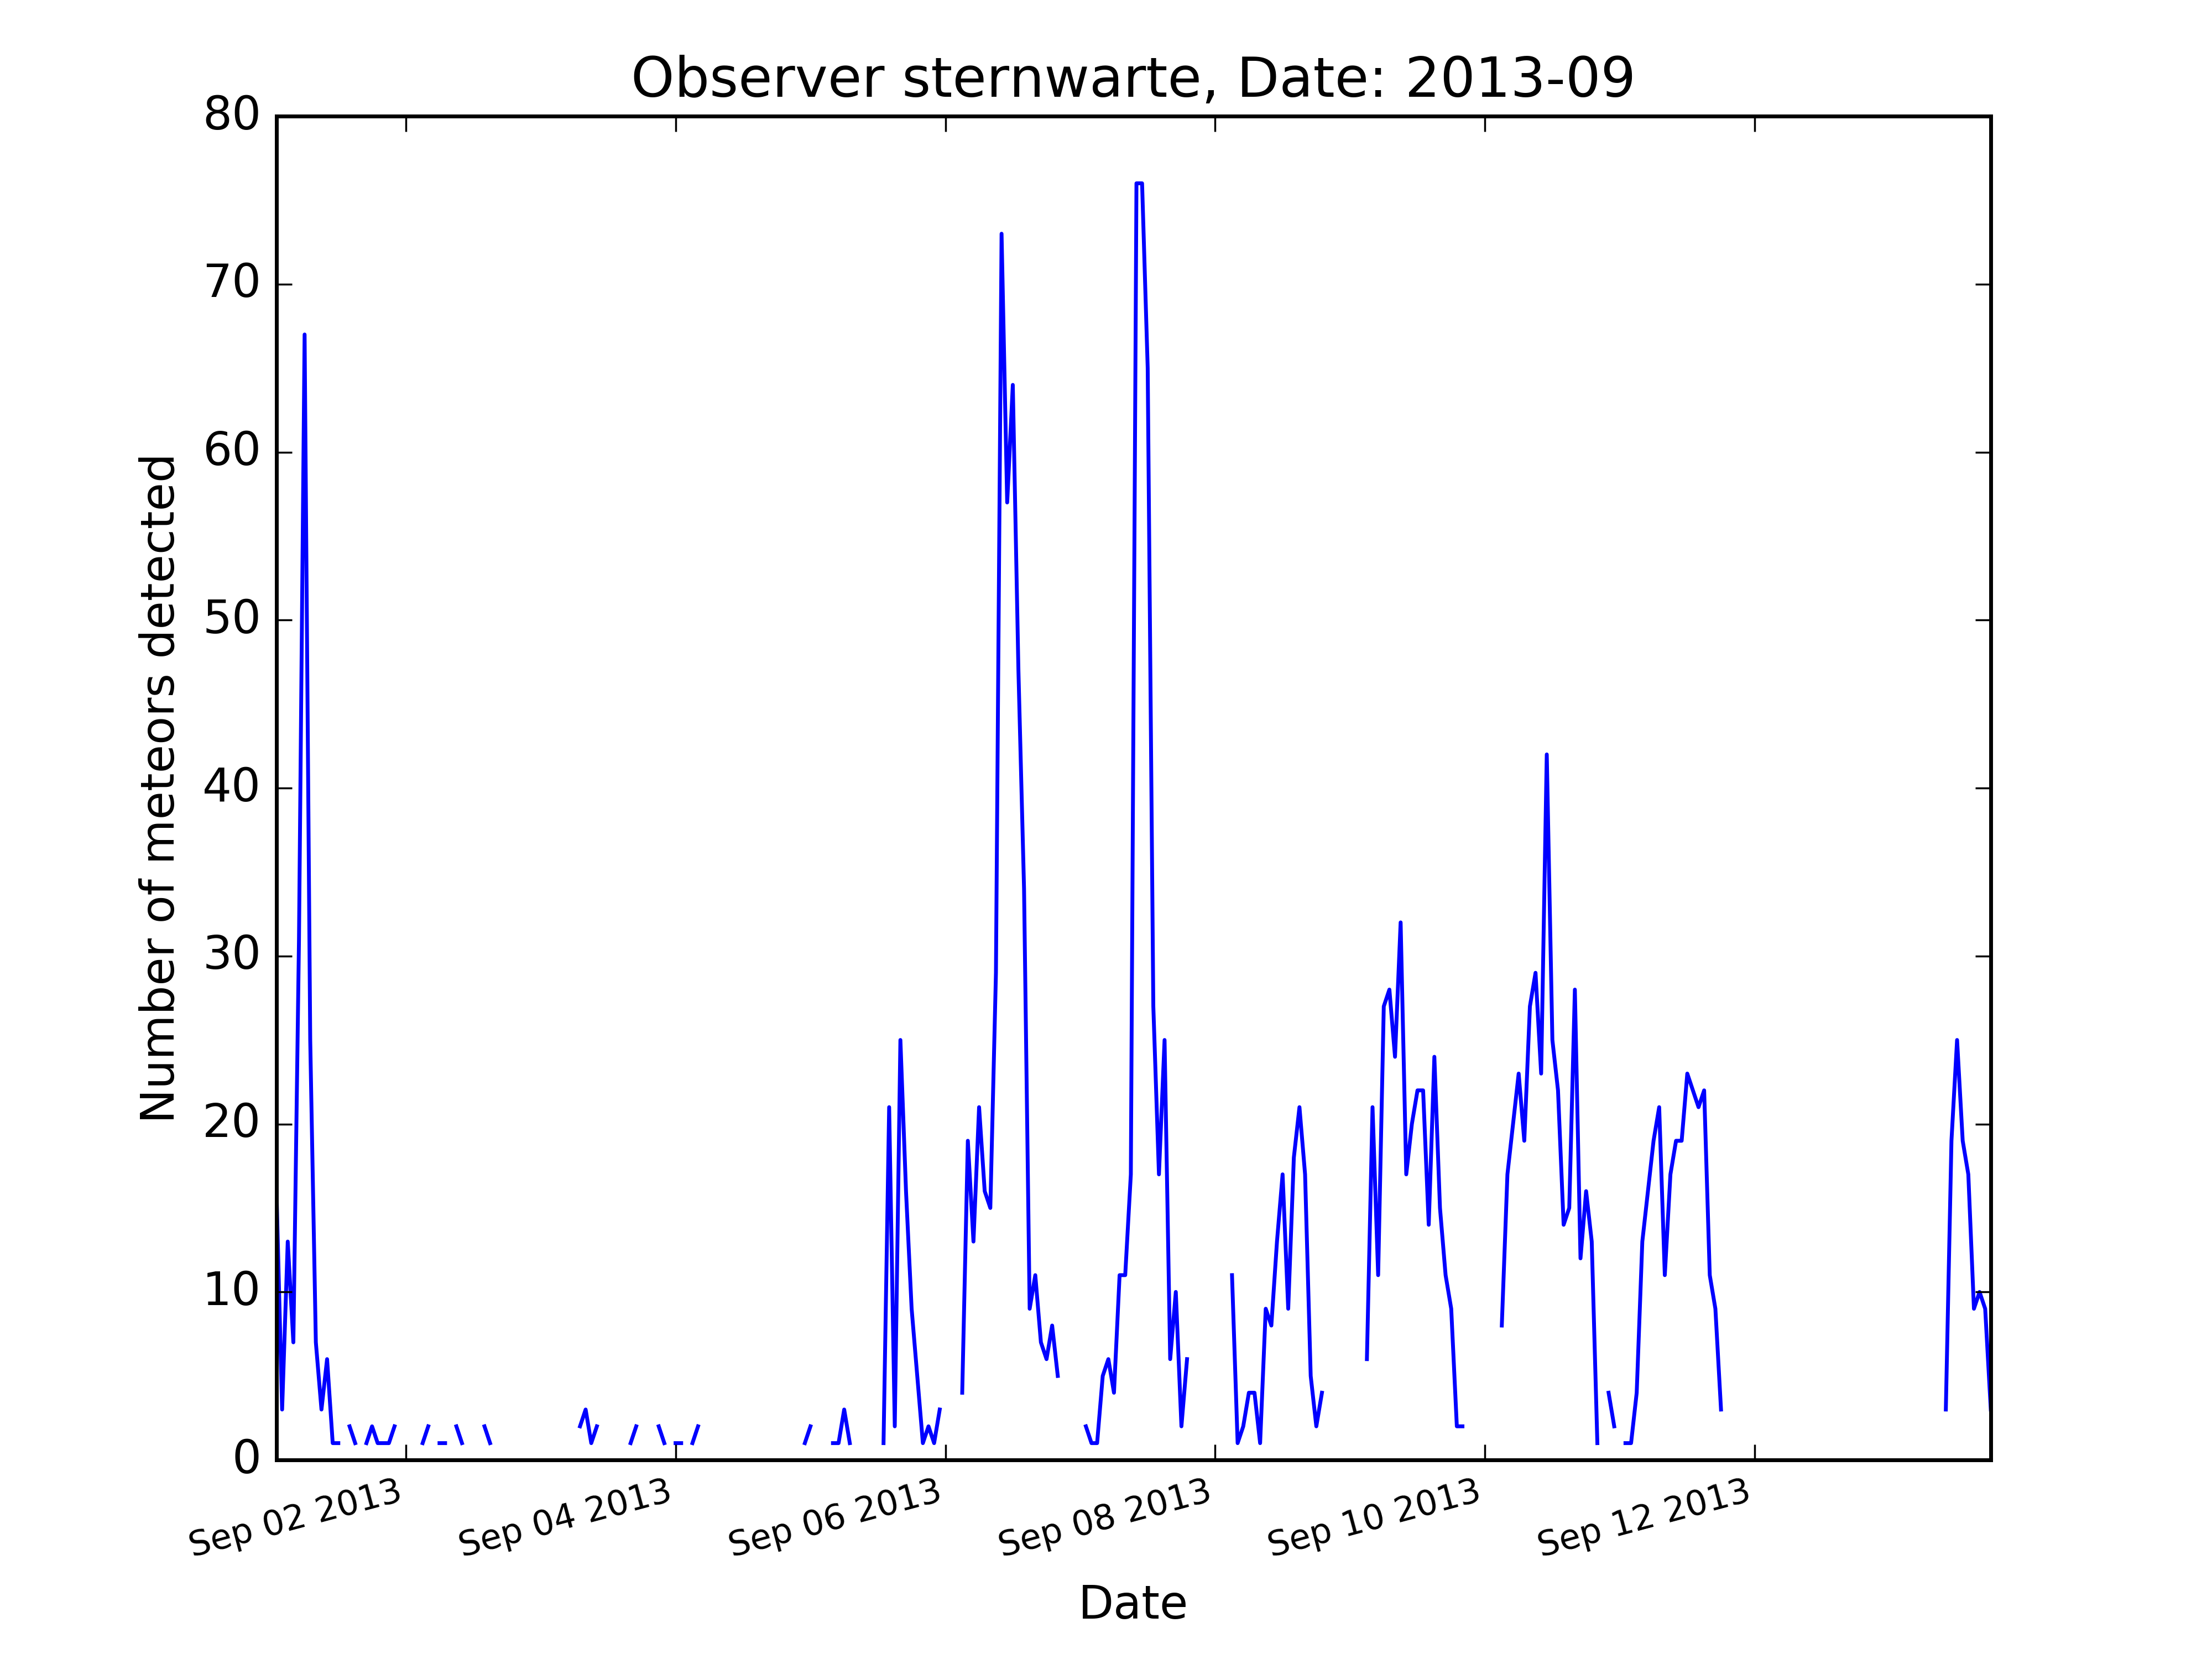 Observer sternwarte, Date: 2013-09
80
70
60
50
40
30
20
10
0
Number of meteors detected
Sep 02 2013
Sep 04 2013
Sep 06 2013
Sep 08 2013
Sep 10 2013
Sep 12 2013
Date